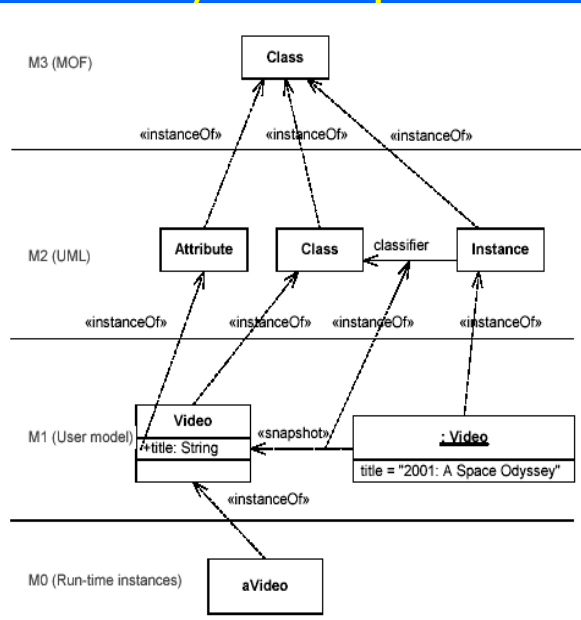 Class
M3 (MOF)
«instanceOf» «instanceOf» «instanceOf»
Attribute Class classifier Instance
M2 (UML)
«instanceOf» «instanceOf» «instanceOf» «instanceOf»
Video
M1 (User model) +title: String «snapshot» : Video
title = "2001: A Space Odyssey"
«instanceOf»
M0 (Run-time instances) aVideo